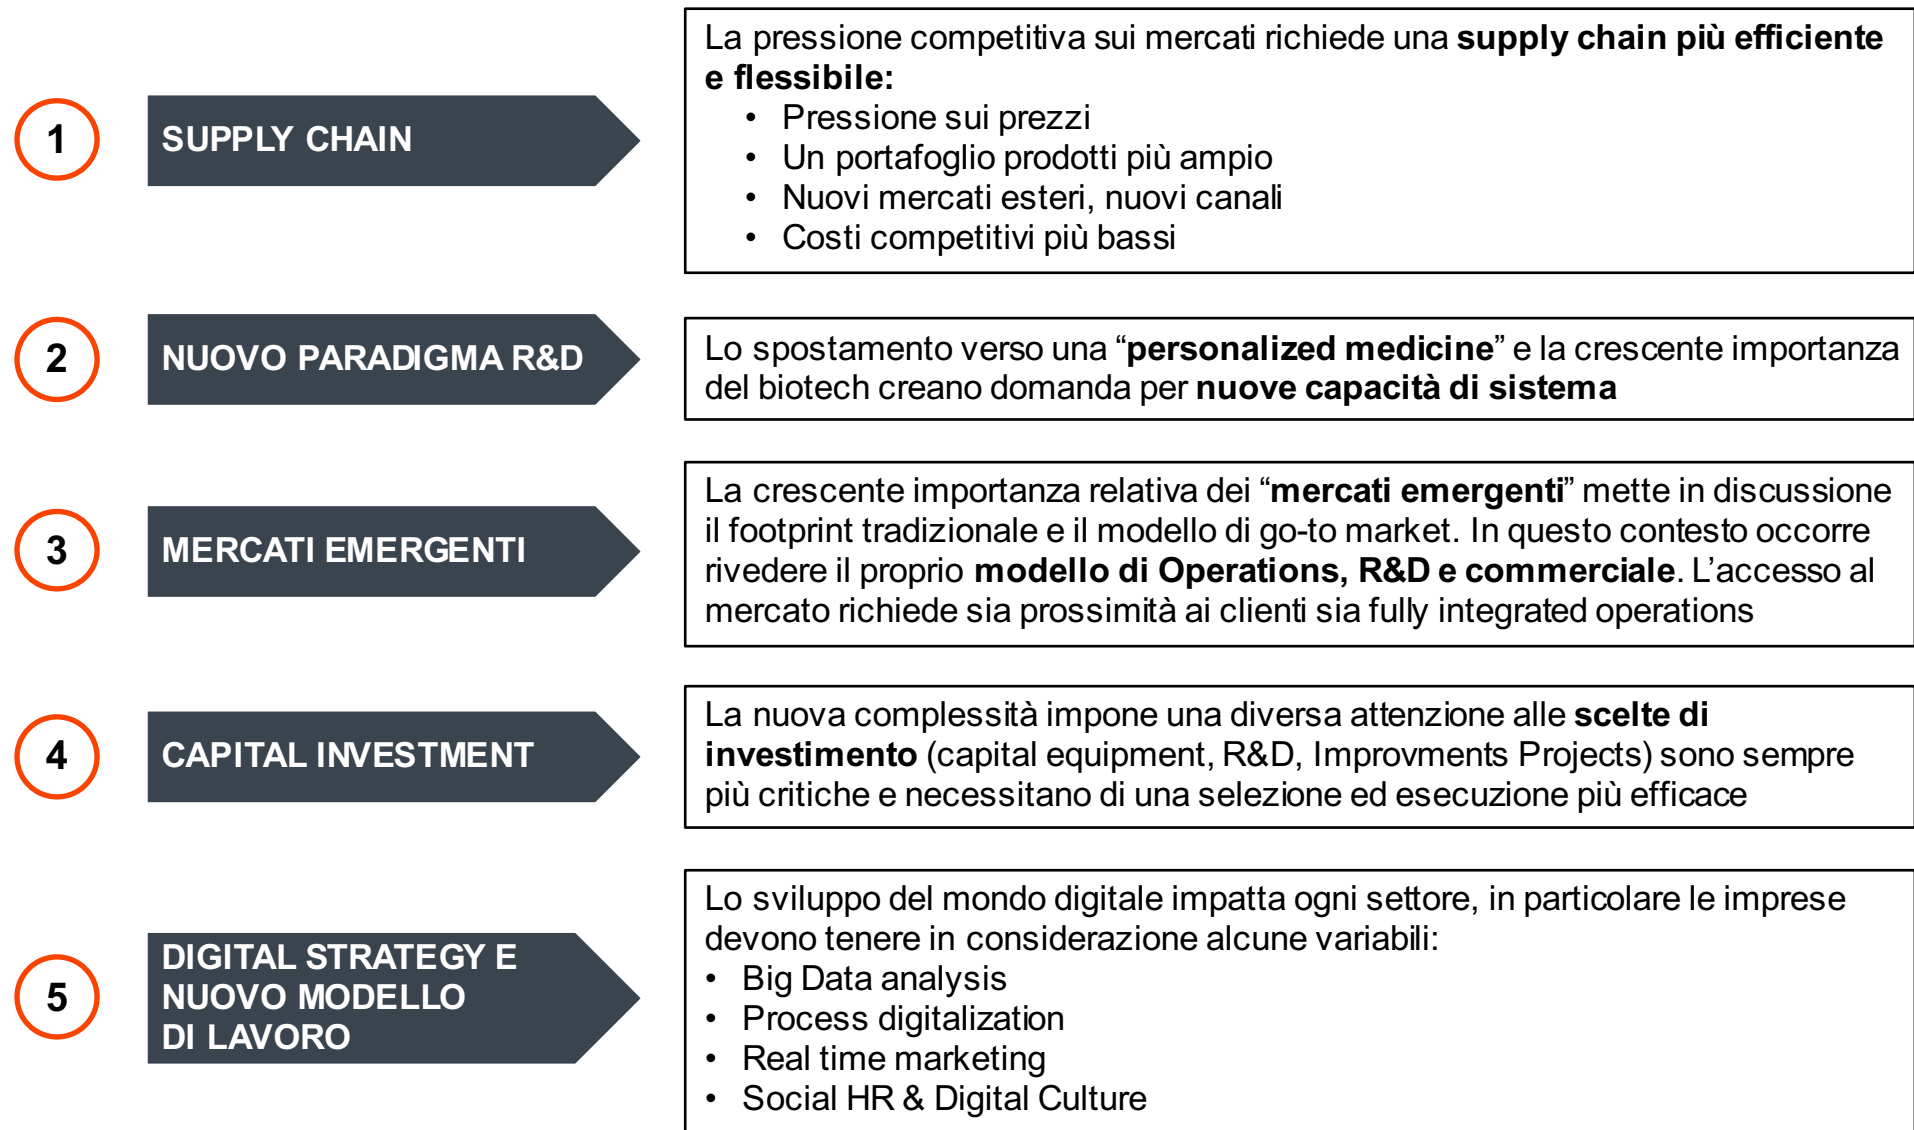 1
SUPPLY CHAIN
La pressione competitiva sui mercati richiede una supply chain più efficiente
e flessibile:
• Pressione sui prezzi
• Un portafoglio prodotti più ampio
• Nuovi mercati esteri, nuovi canali
• Costi competitivi più bassi
2
NUOVO PARADIGMA R&D
Lo spostamento verso una “personalized medicine” e la crescente importanza
del biotech creano domanda per nuove capacità di sistema
3
MERCATI EMERGENTI
La crescente importanza relativa dei “mercati emergenti” mette in discussione
il footprint tradizionale e il modello di go-to market. In questo contesto occorre
rivedere il proprio modello di Operations, R&D e commerciale. L’accesso al
mercato richiede sia prossimità ai clienti sia fully integrated operations
4
CAPITAL INVESTMENT
La nuova complessità impone una diversa attenzione alle scelte di
investimento (capital equipment, R&D, Improvments Projects) sono sempre
più critiche e necessitano di una selezione ed esecuzione più efficace
5
DIGITAL STRATEGY E
NUOVO MODELLO
DI LAVORO
Lo sviluppo del mondo digitale impatta ogni settore, in particolare le imprese
devono tenere in considerazione alcune variabili:
• Big Data analysis
• Process digitalization
• Real time marketing
• Social HR & Digital Culture